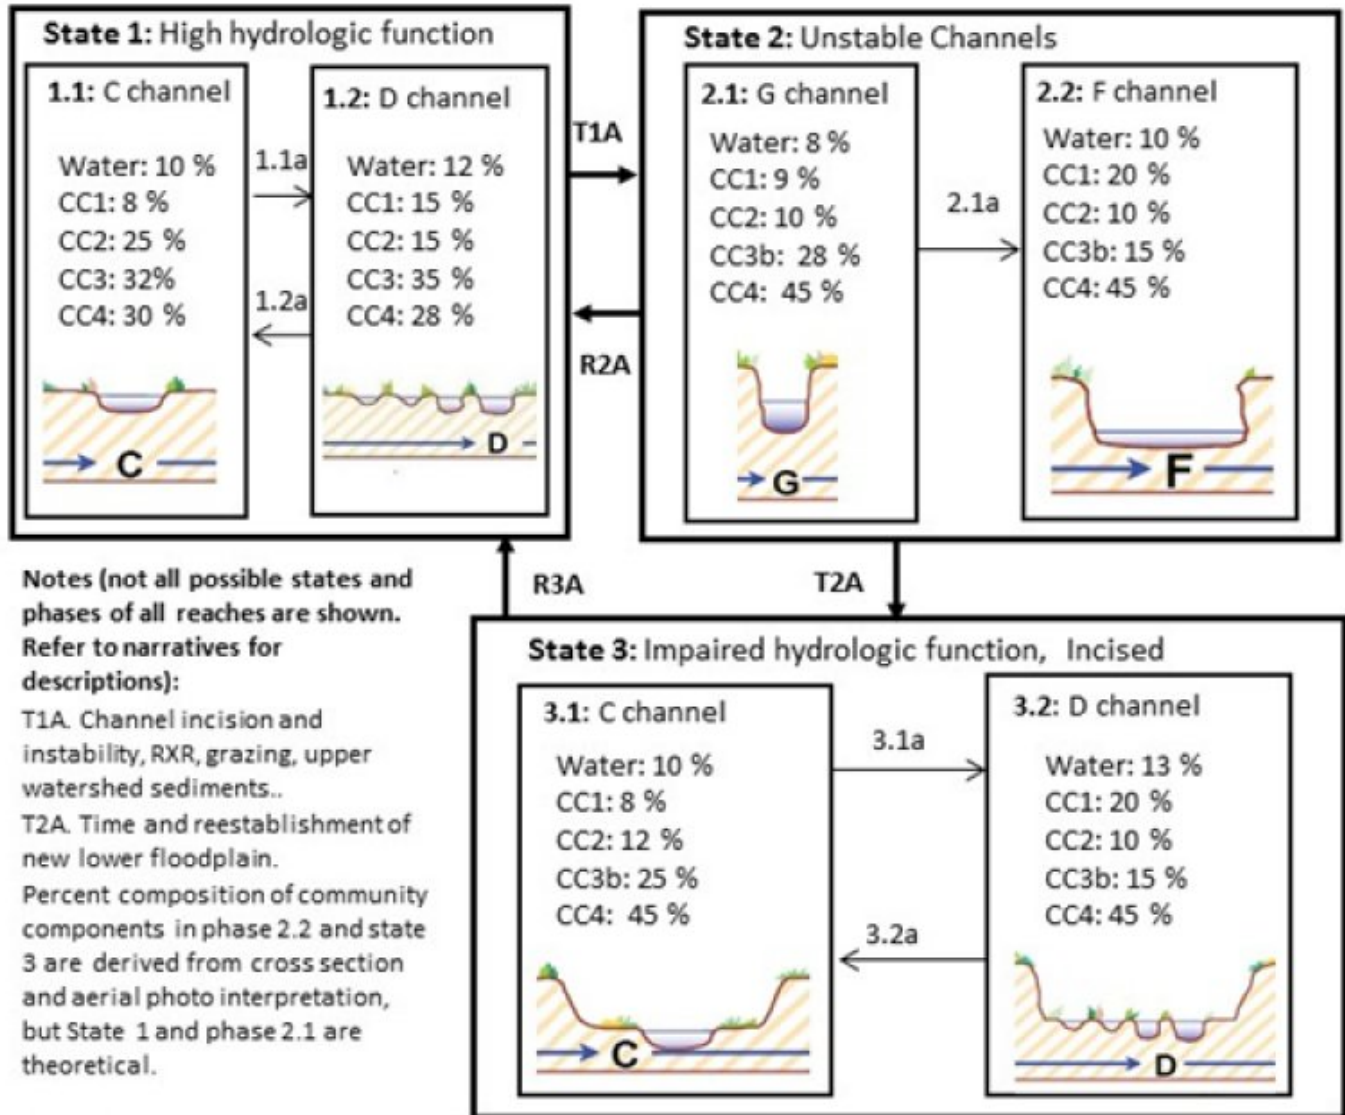 State 1: High hydrologic function
1.1: C channel
Water: 10 %
CC1: 8 %
CC2: 25 %
CC3: 32%
CC4: 30 %
C
1.1a
1.2a
1.2: D channel
Water: 12 %
CC1: 15 %
CC2: 15 %
CC3: 35 %
CC4: 28 %
D
T1A
R2A
State 2: Unstable Channels
2.1: G channel
Water: 8 %
CC1: 9 %
CC2: 10 %
CC3b: 28 %
CC4: 45 %
G
2.1a
2.2: F channel
Water: 10 %
CC1: 20 %
CC2: 10 %
CC3b: 15 %
CC4: 45 %
F
R3A
T2A
Notes (not all possible states and
phases of all reaches are shown.
Refer to narratives for
descriptions):
T1A. Channel incision and
instability, RXR, grazing, upper
watershed sediments..
T2A. Time and reestablishment of
new lower floodplain.
Percent composition of community
components in phase 2.2 and state
3 are derived from cross section
and aerial photo interpretation,
but State 1 and phase 2.1 are
theoretical.
State 3: Impaired hydrologic function, Incised
3.1: C channel
Water: 10 %
CC1: 8 %
CC2: 12 %
CC3b: 25 %
CC4: 45 %
C
3.1a
3.2a
3.2: D channel
Water: 13 %
CC1: 20 %
CC2: 10 %
CC3b: 15 %
CC4: 45 %
D